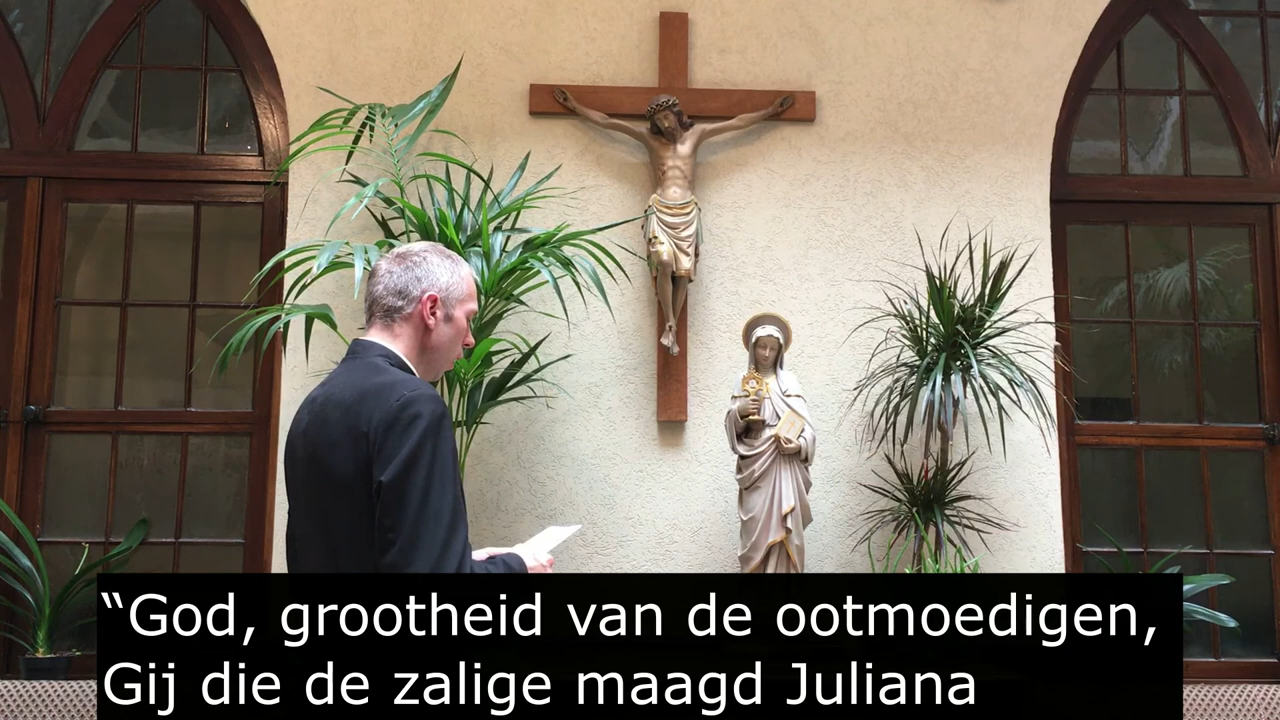 “God, grootheid van de ootmoedigen,
Gij die de zalige maagd Juliana